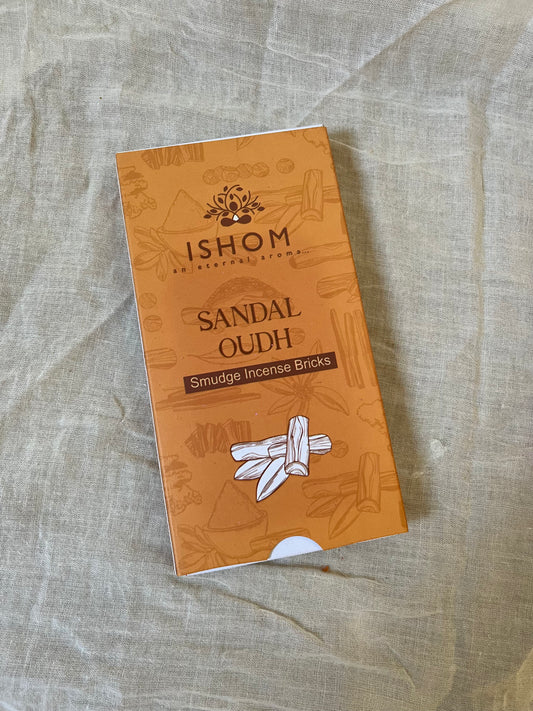 ISHOM
an eternal aroma...
SANDAL
OUDH
Smudge Incense Bricks